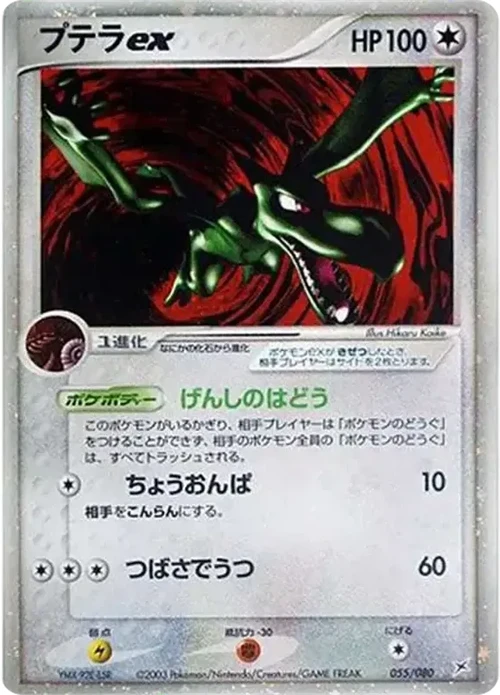 プテラex HP100
Illus.Hikaru Koike
1進化 なにかの化石から進化
ポケモンexがきぜつしたとき、
相手プレイヤーはサイドを2枚とります。
ポケボディー げんしのはどう
このポケモンがいるかぎり、相手プレイヤーは「ポケモンのどうぐ」
をつけることができず、相手のポケモン全員の「ポケモンのどうぐ」
は、すべてトラッシュされる。
ちょうおんぱ 10
相手をこんらんにする。
つばさでうつ 60
弱点 抵抗力 -30 にげる
©2003 Pokémon/Nintendo/Creatures/GAME FREAK 055/080